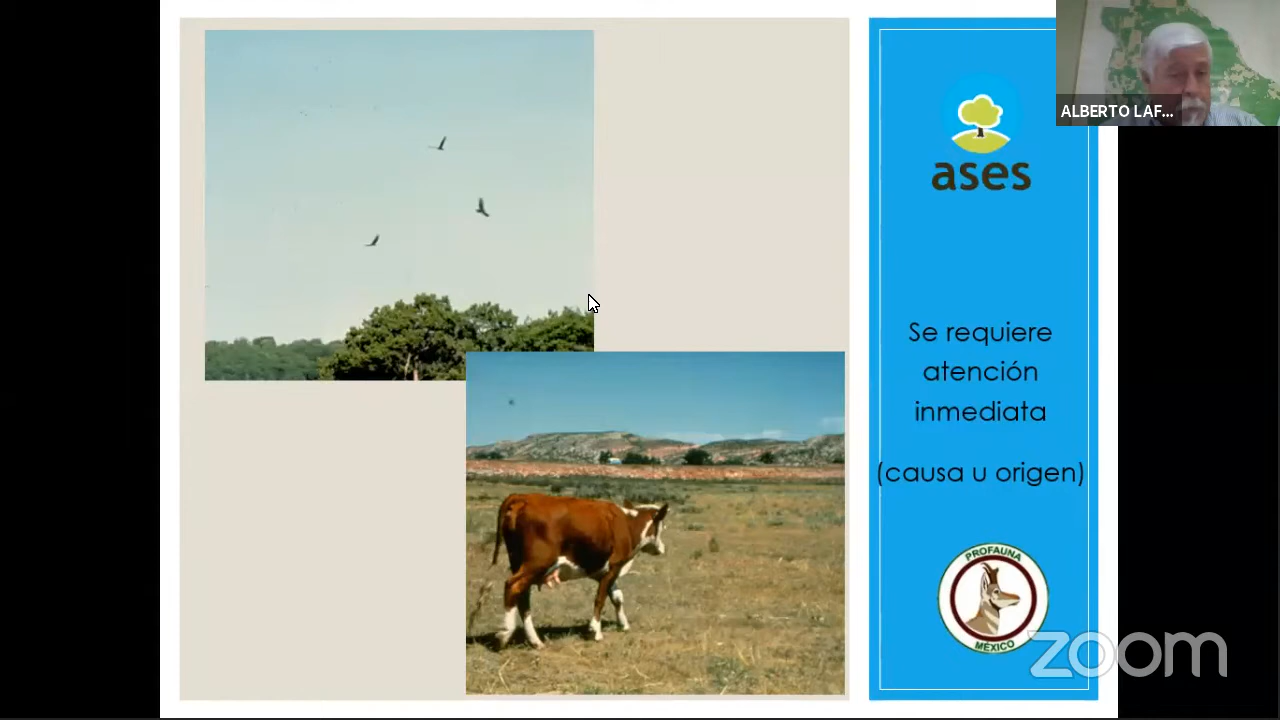 ALBERTO LAF...
ases
Se requiere
atención
inmediata
(causa u origen)
PROFAUNA
MÉXICO
zoom